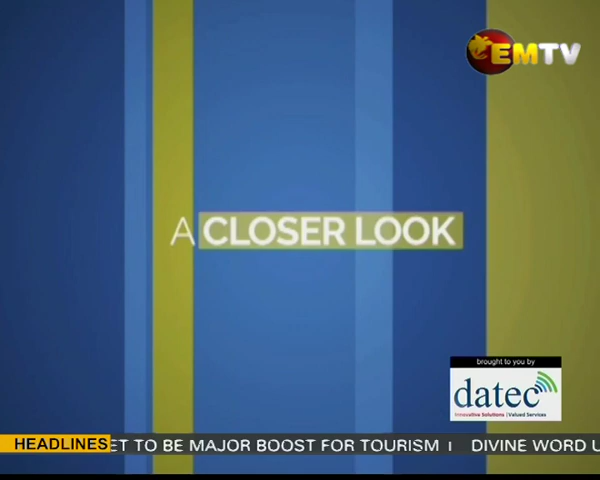 EMTV
A CLOSER LOOK
brought to you by
datec
Innovative Solutions | Valued Services
HEADLINES ET TO BE MAJOR BOOST FOR TOURISM I DIVINE WORD U